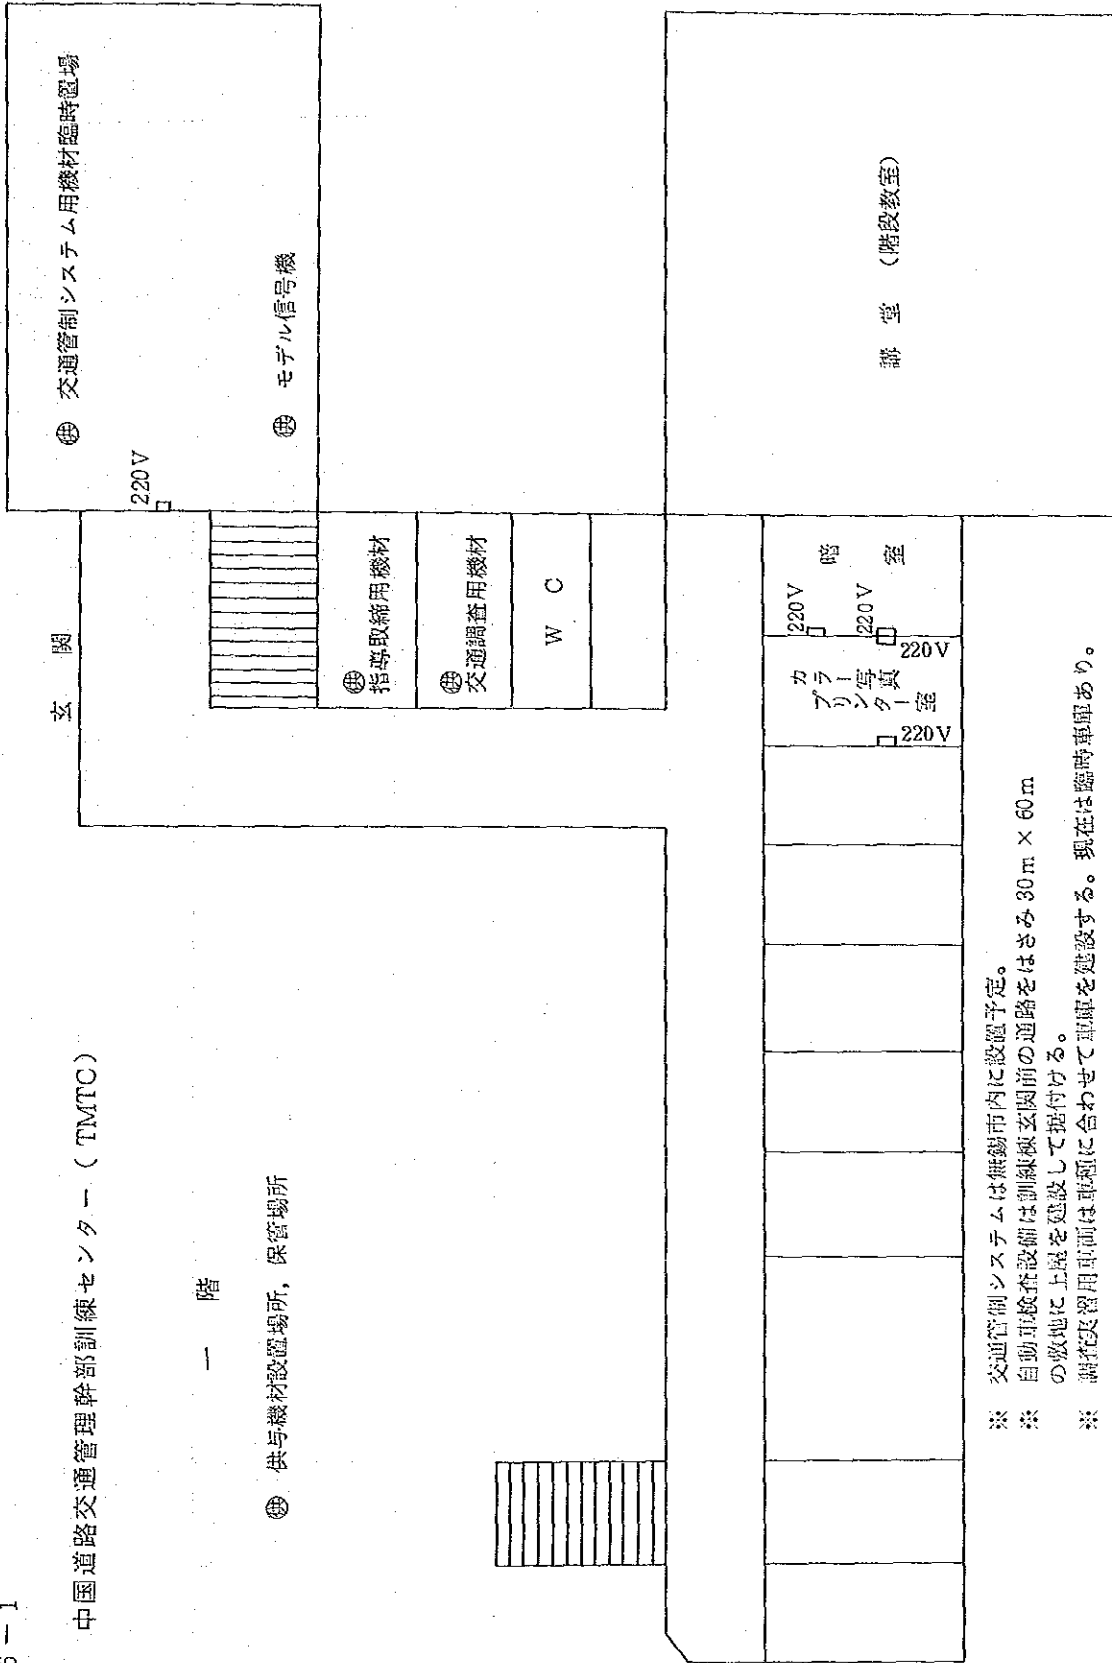 中国道路交通管理幹部訓練センター（TMTC）
一　階
㊝ 供与機材設置場所，保管場所
玄　関
220V
㊝ 交通管制システム用機材臨時置場
㊝ モデル信号機
㊝
指導取締用機材
㊝
交通調査用機材
W　C
講　堂　（階段教室）
220V
暗　室
220V
220V
カラー写真
プリンター室
220V
※　交通管制システムは無錫市内に設置予定。
※　自動車検査設備は訓練棟玄関前の道路をはさみ30m×60m
の敷地に上屋を建設して据付ける。
※　調査実習用車両は車種に合わせて車庫を建設する。現在は臨時車庫あり。